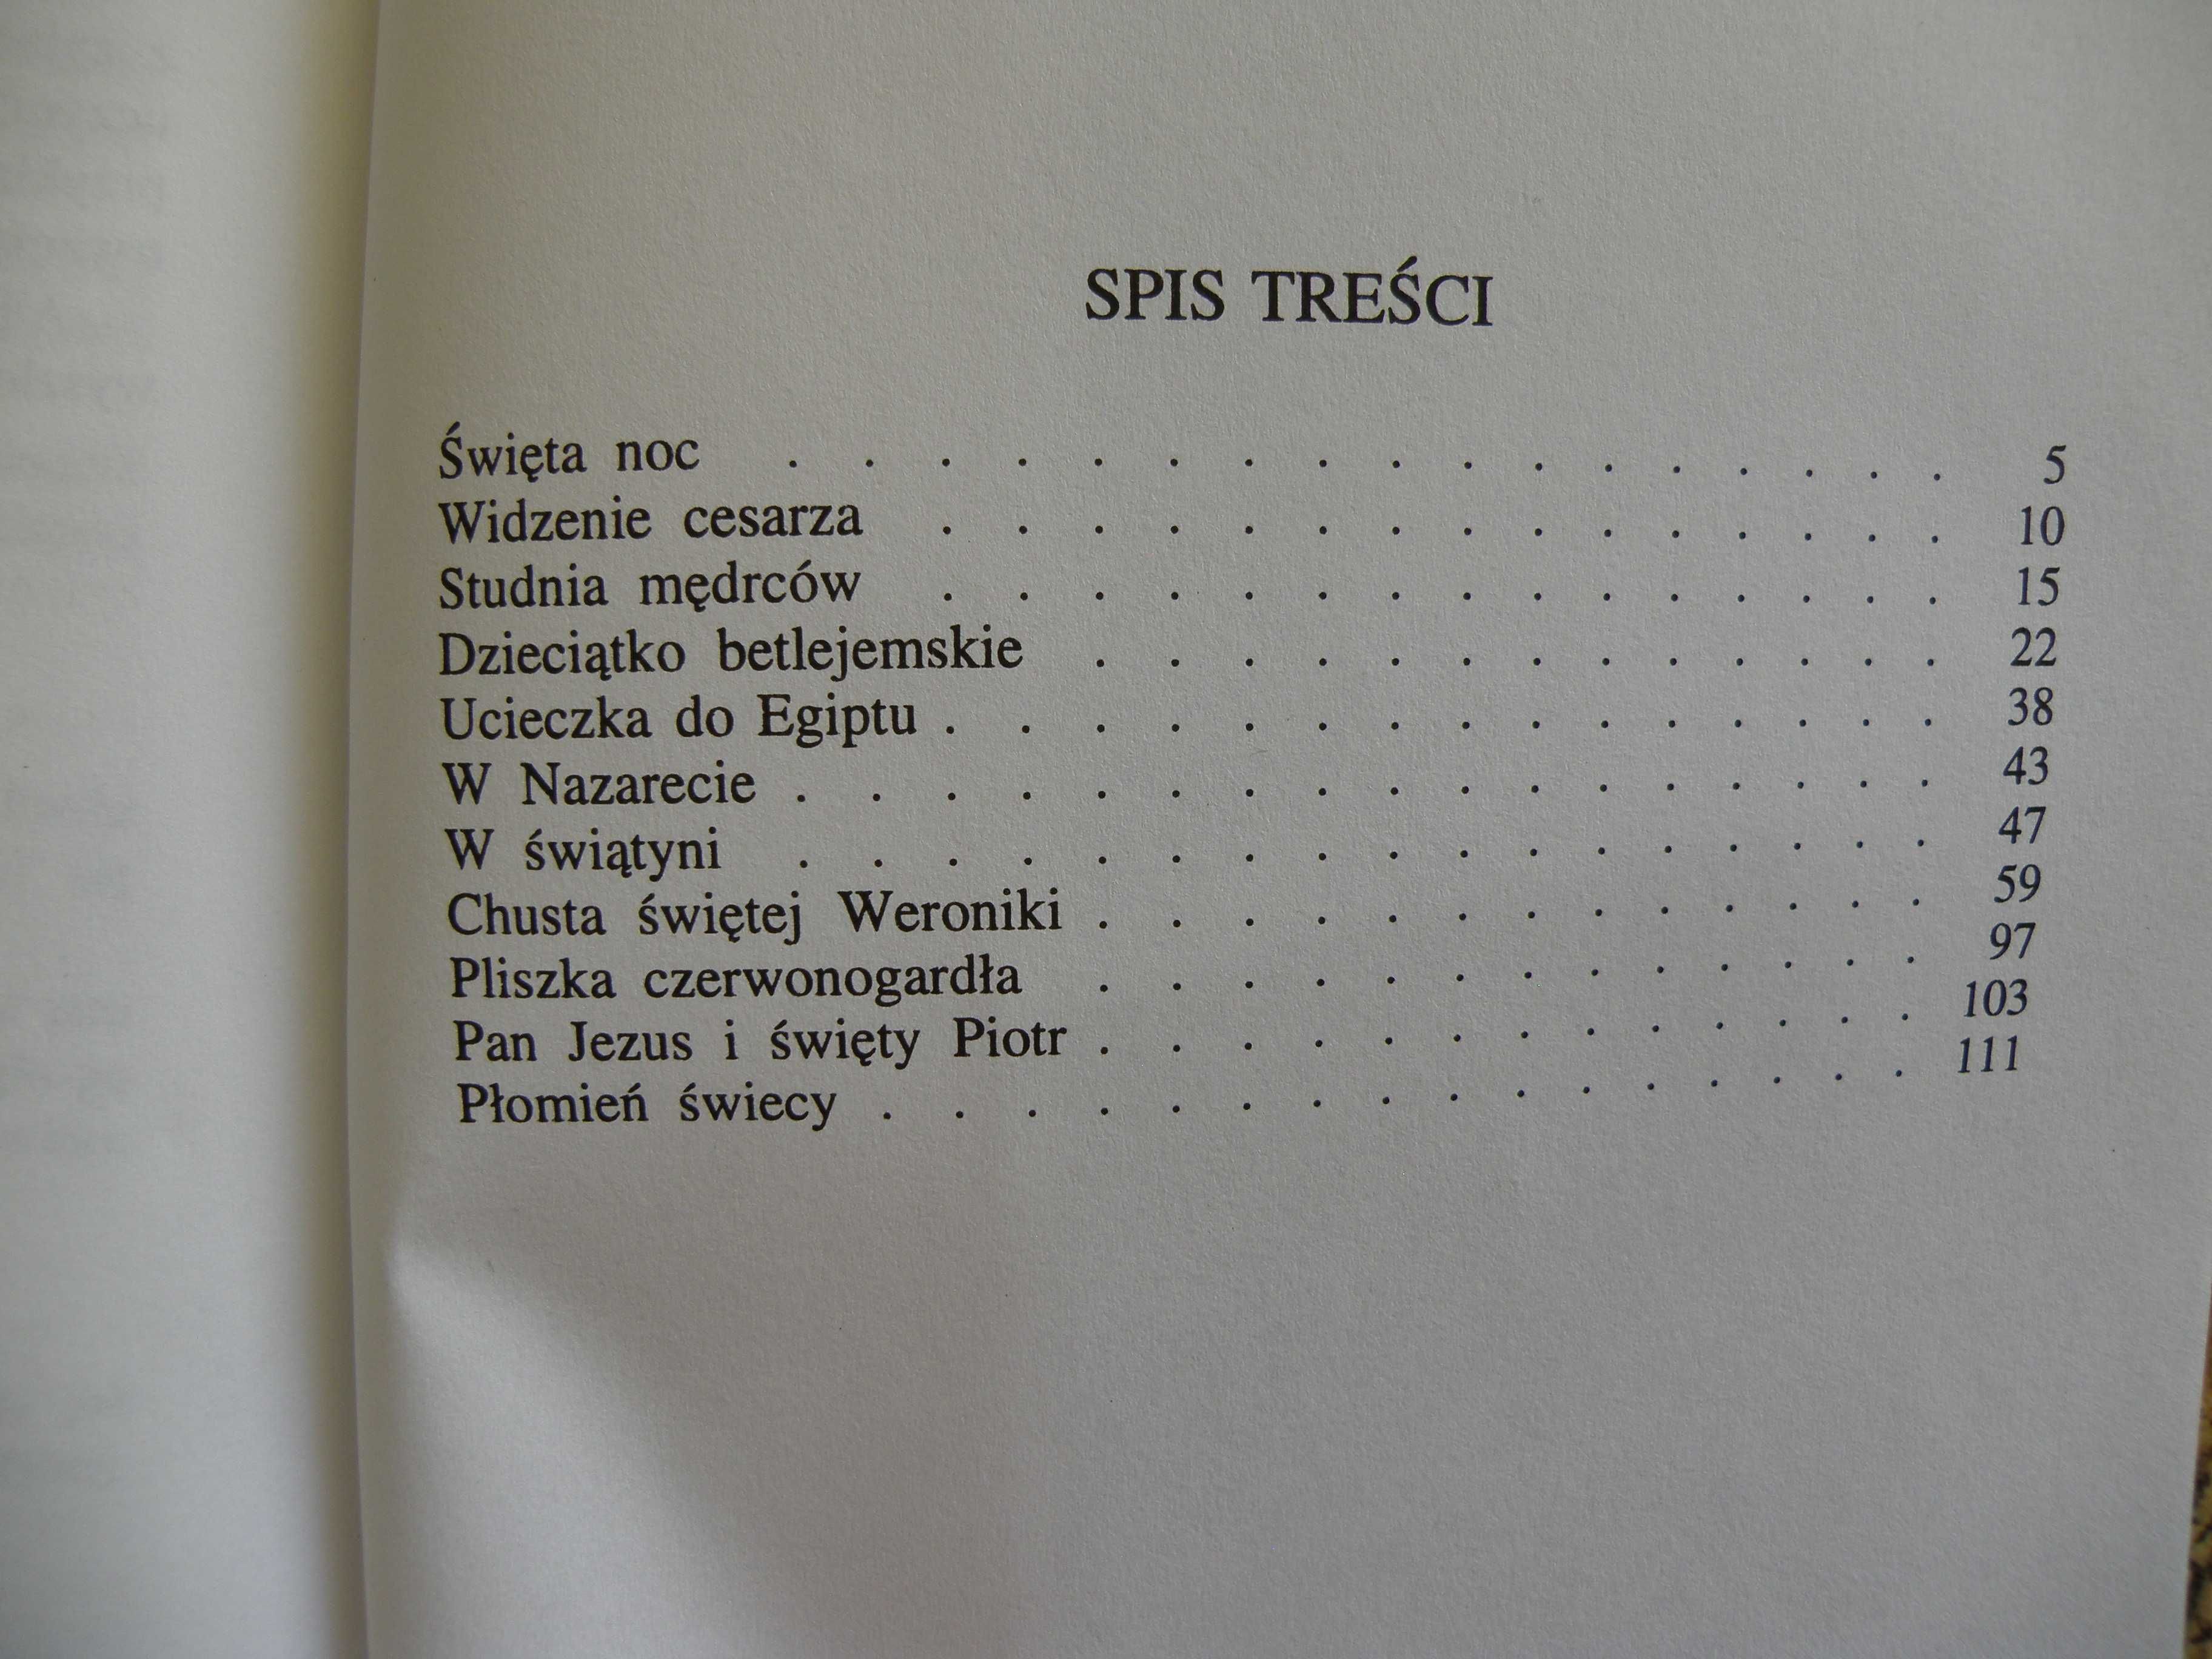 SPIS TREŚCI
Święta noc . . . . . . . . . . . . . . . . . 5
Widzenie cesarza . . . . . . . . . . . . . . . 10
Studnia mędrców . . . . . . . . . . . . . . . 15
Dzieciątko betlejemskie . . . . . . . . . . . . . 22
Ucieczka do Egiptu . . . . . . . . . . . . . . . 38
W Nazarecie . . . . . . . . . . . . . . . . . 43
W świątyni . . . . . . . . . . . . . . . . . 47
Chusta świętej Weroniki . . . . . . . . . . . . . 59
Pliszka czerwonogardła . . . . . . . . . . . . . 97
Pan Jezus i święty Piotr . . . . . . . . . . . . . 103
Płomień świecy . . . . . . . . . . . . . . . . 111